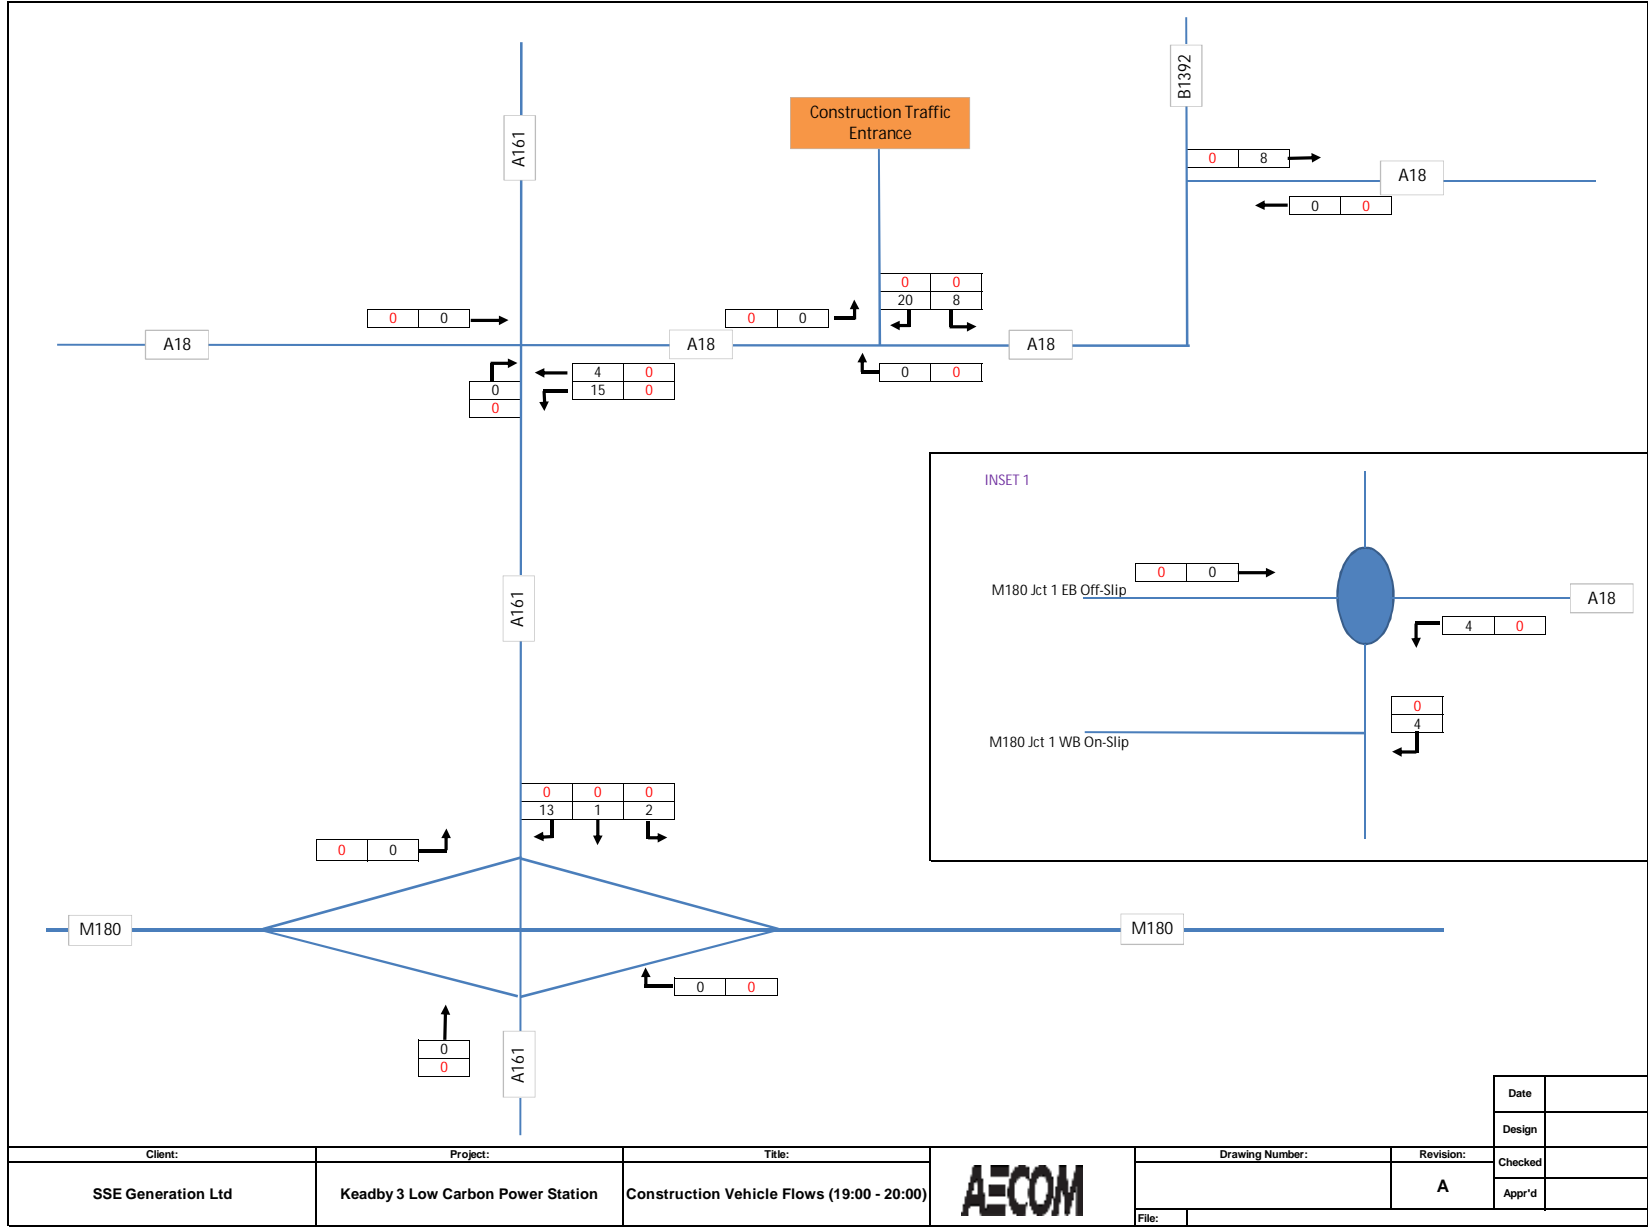 B1392
Construction Traffic
Entrance
A161
0 8
A18
0 0
0 0
20 8
0 0
0 0
A18
A18
A18
0
0
4 0
15 0
0 0
INSET 1
0 0
M180 Jct 1 EB Off-Slip
A18
4 0
A161
0
4
M180 Jct 1 WB On-Slip
0 0 0
13 1 2
0 0
M180
M180
0 0
0
0
A161
Date
Design
Checked
Appr'd
Client:
SSE Generation Ltd
Project:
Keadby 3 Low Carbon Power Station
Title:
Construction Vehicle Flows (19:00 - 20:00)
AECOM
Drawing Number:
Revision:
A
File: